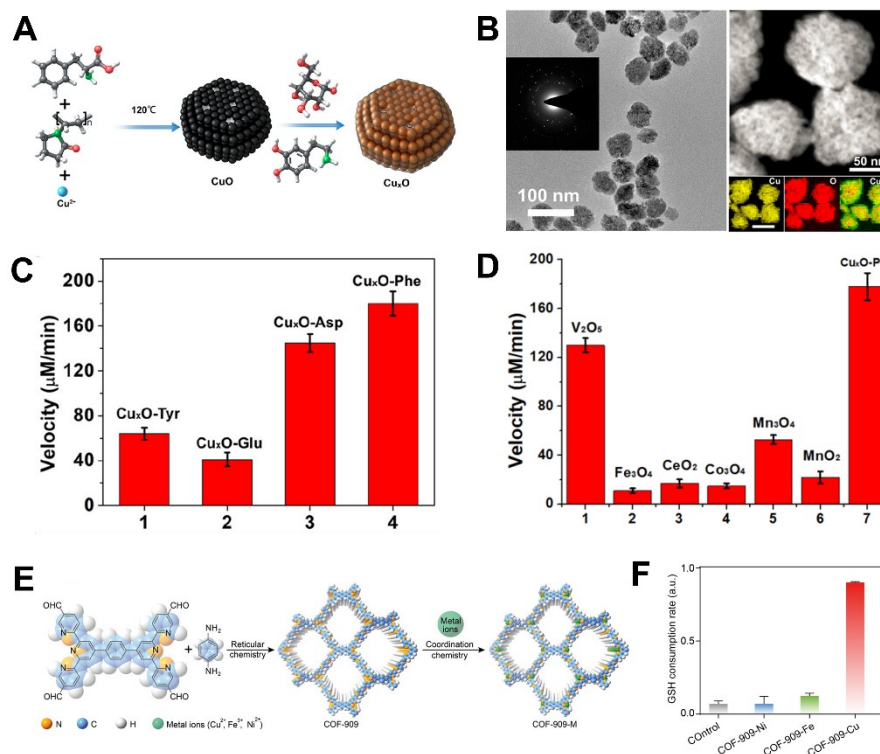 A
120℃
n
Cu²⁺
CuO
CuₓO
B
100 nm
50 nm
Cu
O
Cu
C
Velocity (μM/min)
200
160
120
80
40
0
CuₓO-Tyr
CuₓO-Glu
CuₓO-Asp
CuₓO-Phe
1 2 3 4
D
Velocity (μM/min)
200
160
120
80
40
0
V₂O₅
Fe₃O₄
CeO₂
Co₃O₄
Mn₃O₄
MnO₂
CuₓO-P
1 2 3 4 5 6 7
E
OHC
CHO
N
N
N
N
N
N
OHC
CHO
NH₂
NH₂
Reticular
chemistry
COF-909
Metal
ions
Coordination
chemistry
COF-909-M
N C H Metal ions (Cu²⁺, Fe³⁺, Ni²⁺)
F
GSH consumption rate (a.u.)
1.0
0.5
0.0
COntrol
COF-909-Ni
COF-909-Fe
COF-909-Cu